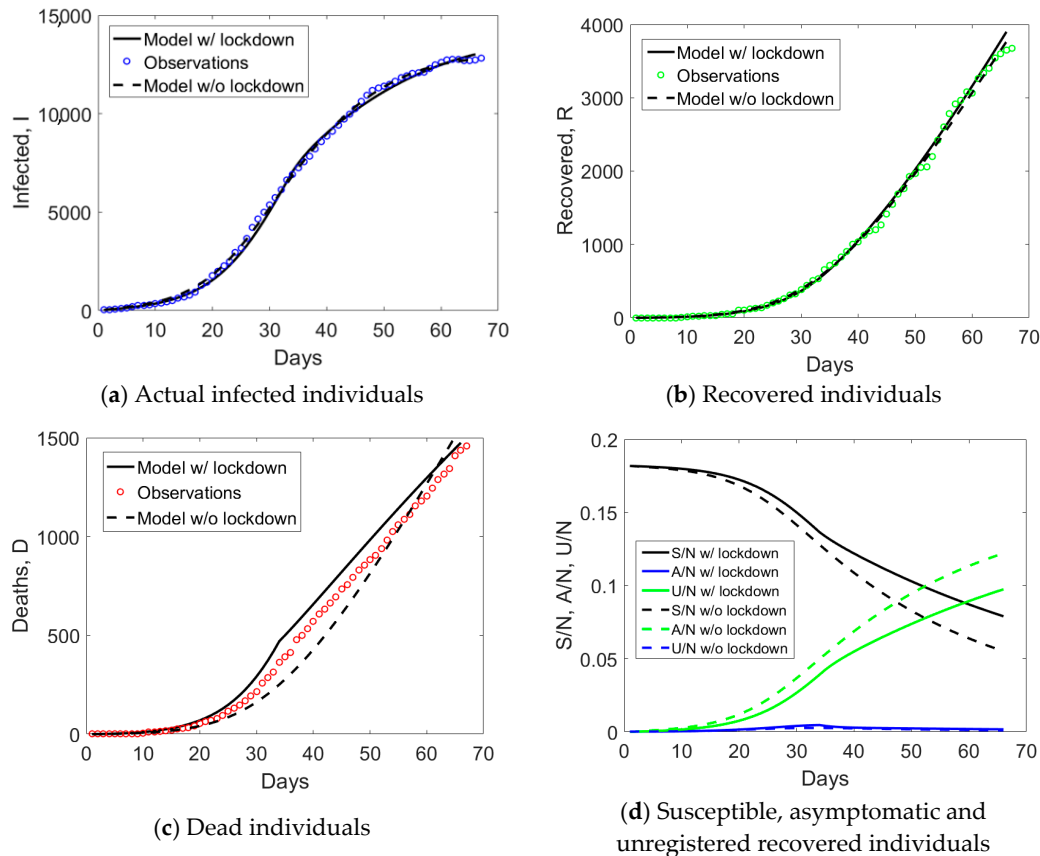 15000
10000
5000
0
Infected, I
Model w/ lockdown
Observations
Model w/o lockdown
0 10 20 30 40 50 60 70
Days
(a) Actual infected individuals
4000
3000
2000
1000
0
Recovered, R
Model w/ lockdown
Observations
Model w/o lockdown
0 10 20 30 40 50 60 70
Days
(b) Recovered individuals
1500
1000
500
0
Deaths, D
Model w/ lockdown
Observations
Model w/o lockdown
0 10 20 30 40 50 60 70
Days
(c) Dead individuals
0.2
0.15
0.1
0.05
0
S/N, A/N, U/N
S/N w/ lockdown
A/N w/ lockdown
U/N w/ lockdown
S/N w/o lockdown
A/N w/o lockdown
U/N w/o lockdown
0 10 20 30 40 50 60 70
Days
(d) Susceptible, asymptomatic and
unregistered recovered individuals